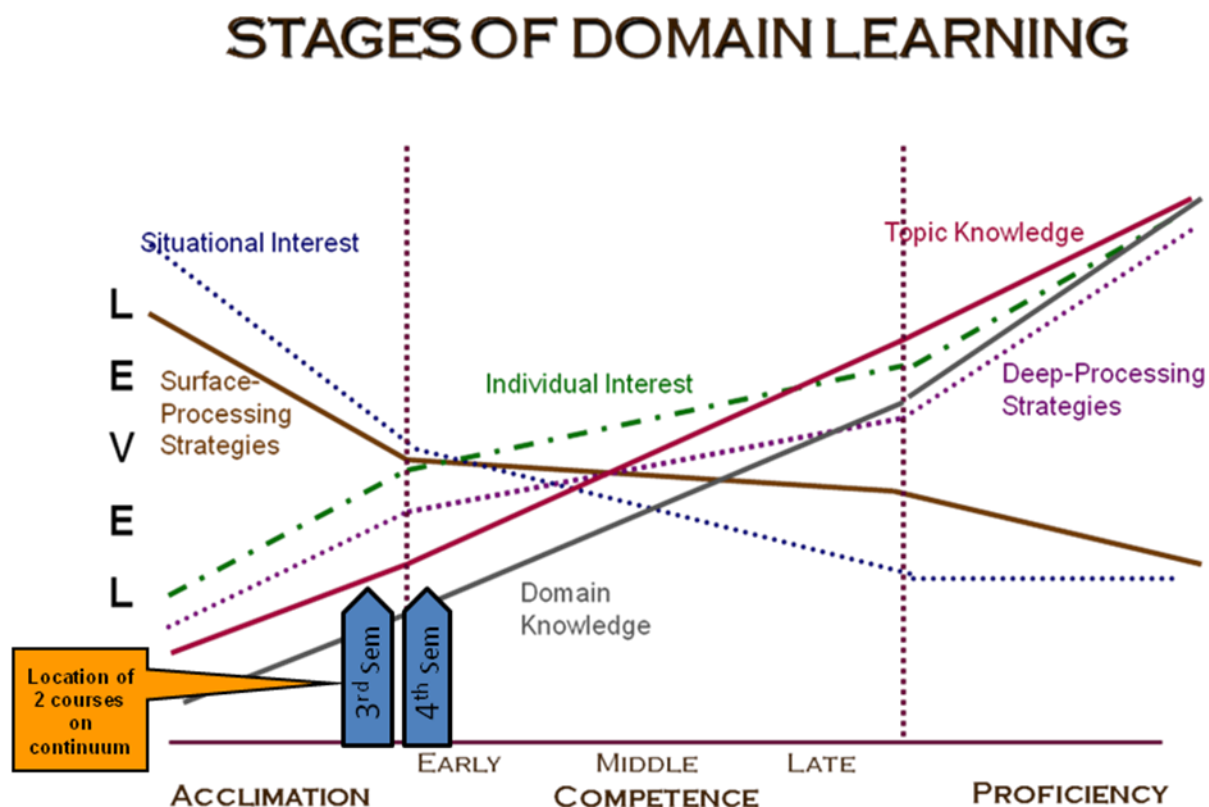 STAGES OF DOMAIN LEARNING
Situational Interest
Topic Knowledge
L
E
V
E
L
Surface-
Processing
Strategies
Individual Interest
Deep-Processing
Strategies
Domain
Knowledge
Location of
2 courses
on
continuum
3rd Sem
4th Sem
EARLY
MIDDLE
LATE
ACCLIMATION
COMPETENCE
PROFICIENCY